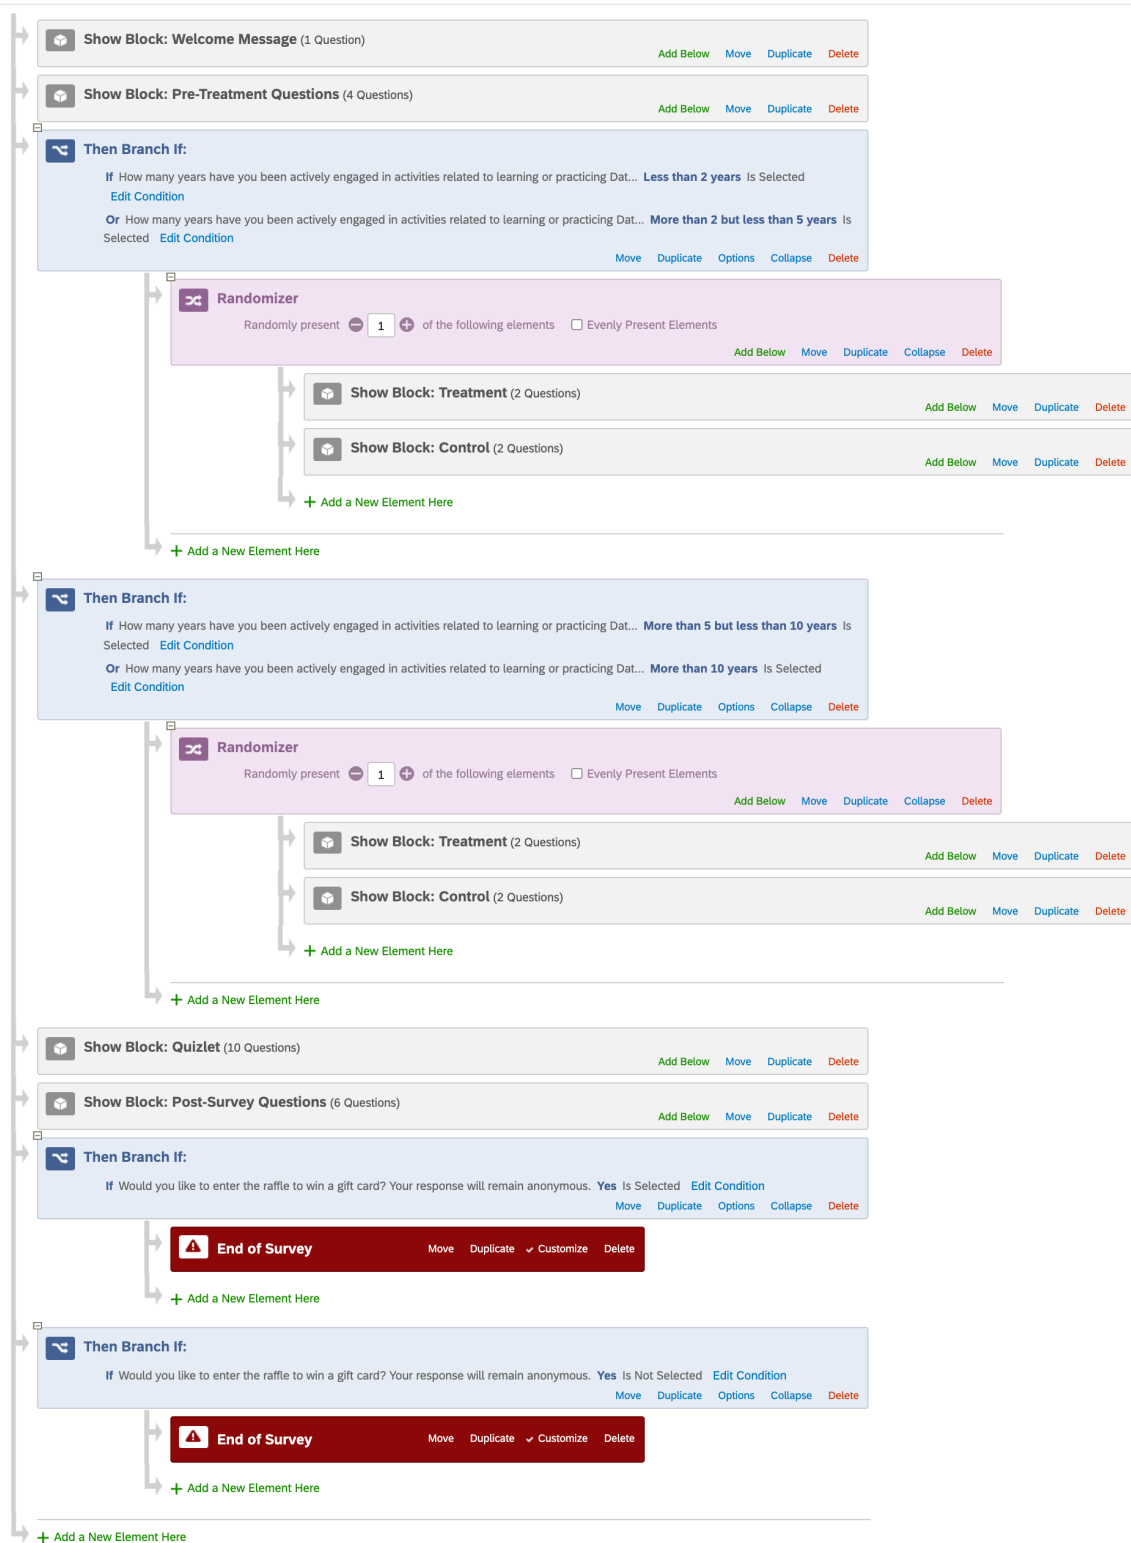 Show Block: Welcome Message (1 Question)
Add Below Move Duplicate Delete
Show Block: Pre-Treatment Questions (4 Questions)
Add Below Move Duplicate Delete
Then Branch If:
If How many years have you been actively engaged in activities related to learning or practicing Dat... Less than 2 years Is Selected
Edit Condition
Or How many years have you been actively engaged in activities related to learning or practicing Dat... More than 2 but less than 5 years Is
Selected Edit Condition
Move Duplicate Options Collapse Delete
Randomizer
Randomly present 1 of the following elements Evenly Present Elements
Add Below Move Duplicate Collapse Delete
Show Block: Treatment (2 Questions)
Add Below Move Duplicate Delete
Show Block: Control (2 Questions)
Add Below Move Duplicate Delete
+ Add a New Element Here
+ Add a New Element Here
Then Branch If:
If How many years have you been actively engaged in activities related to learning or practicing Dat... More than 5 but less than 10 years Is
Selected Edit Condition
Or How many years have you been actively engaged in activities related to learning or practicing Dat... More than 10 years Is Selected
Edit Condition
Move Duplicate Options Collapse Delete
Randomizer
Randomly present 1 of the following elements Evenly Present Elements
Add Below Move Duplicate Collapse Delete
Show Block: Treatment (2 Questions)
Add Below Move Duplicate Delete
Show Block: Control (2 Questions)
Add Below Move Duplicate Delete
+ Add a New Element Here
+ Add a New Element Here
Show Block: Quizlet (10 Questions)
Add Below Move Duplicate Delete
Show Block: Post-Survey Questions (6 Questions)
Add Below Move Duplicate Delete
Then Branch If:
If Would you like to enter the raffle to win a gift card? Your response will remain anonymous. Yes Is Selected Edit Condition
Move Duplicate Options Collapse Delete
End of Survey Move Duplicate ✓ Customize Delete
+ Add a New Element Here
Then Branch If:
If Would you like to enter the raffle to win a gift card? Your response will remain anonymous. Yes Is Not Selected Edit Condition
Move Duplicate Options Collapse Delete
End of Survey Move Duplicate ✓ Customize Delete
+ Add a New Element Here
+ Add a New Element Here